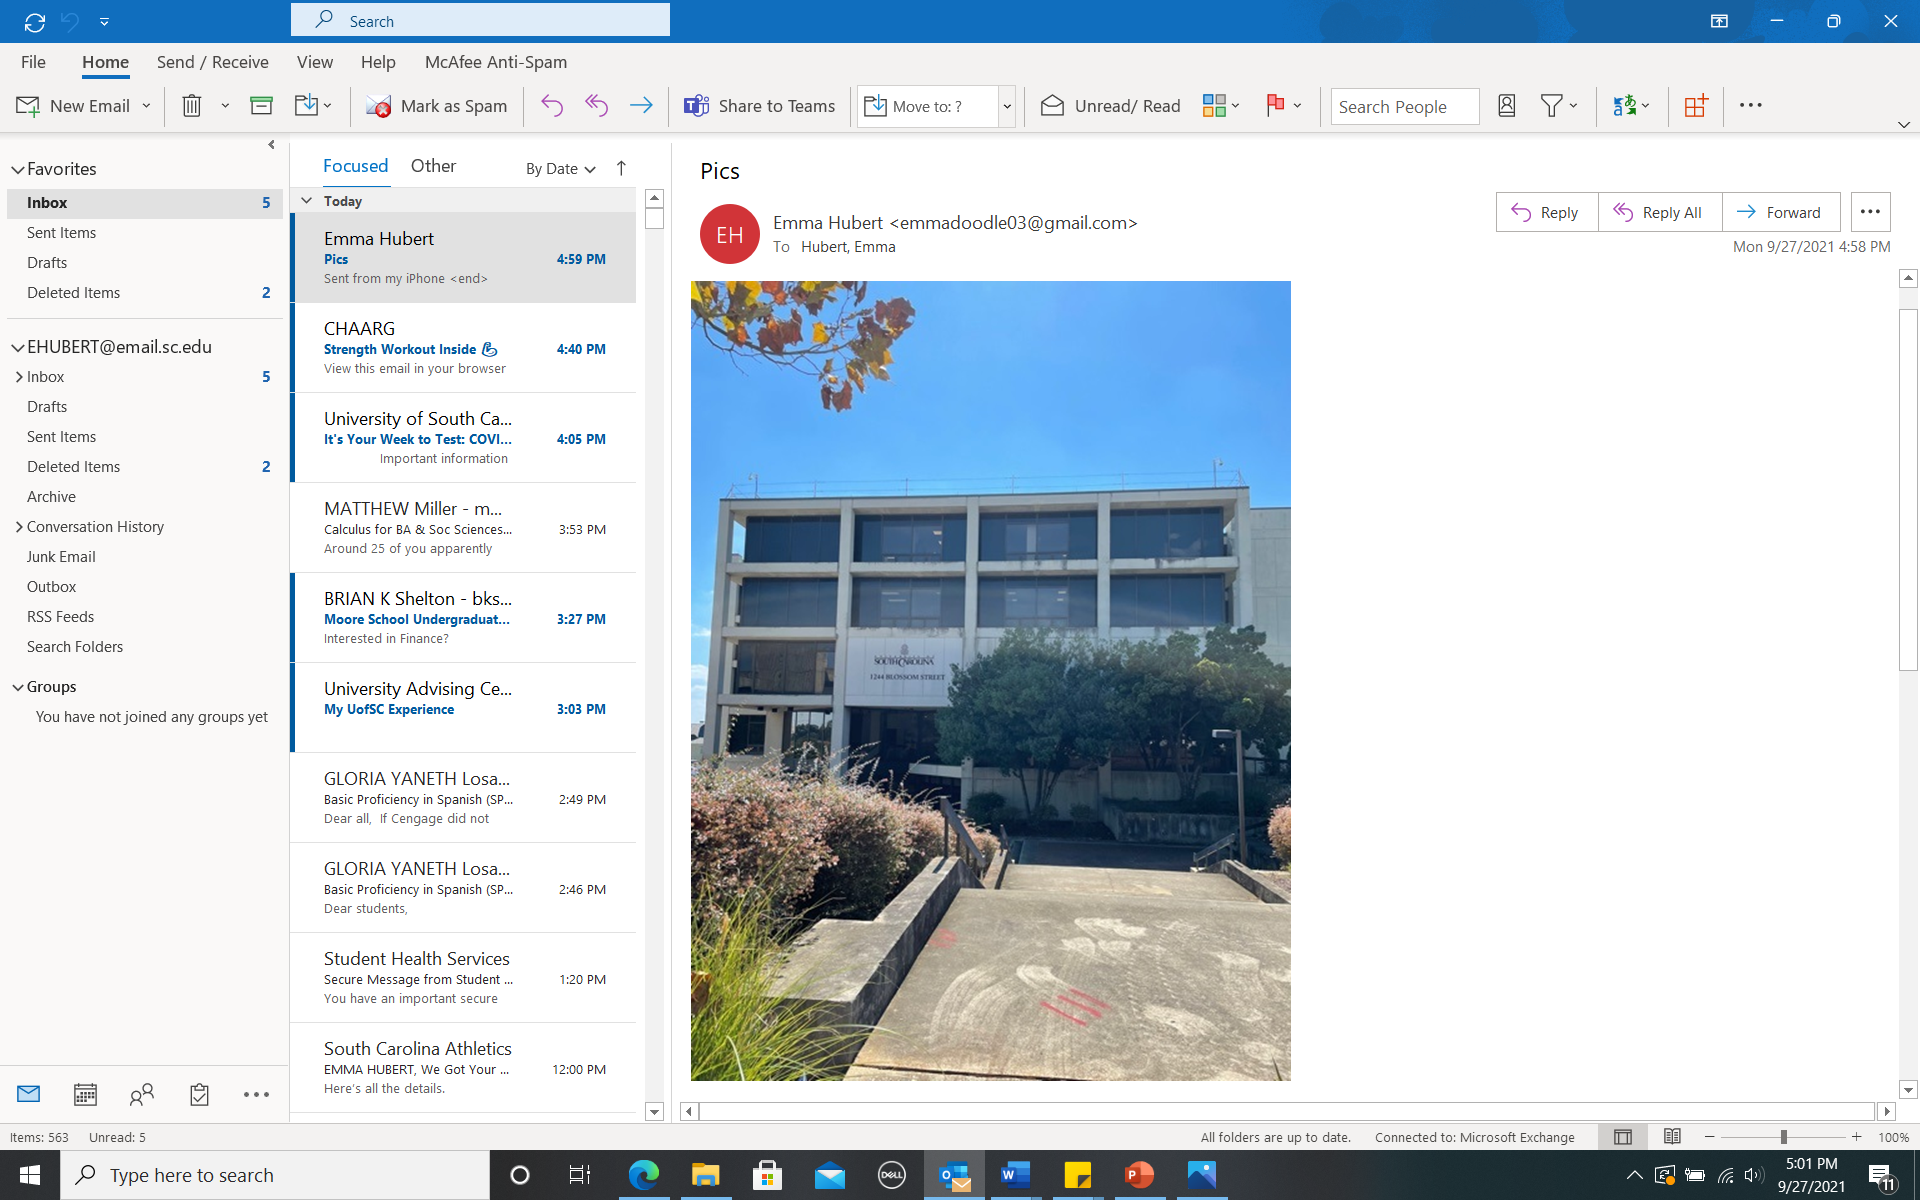 Search
File
Home
Send / Receive
View
Help
McAfee Anti-Spam
New Email
Mark as Spam
Share to Teams
Move to: ?
Unread/ Read
Search People
Favorites
Inbox 5
Sent Items
Drafts
Deleted Items 2
EHUBERT@email.sc.edu
Inbox 5
Drafts
Sent Items
Deleted Items 2
Archive
Conversation History
Junk Email
Outbox
RSS Feeds
Search Folders
Groups
You have not joined any groups yet
Focused Other By Date
Today
Emma Hubert
Pics 4:59 PM
Sent from my iPhone <end>
CHAARG
Strength Workout Inside 4:40 PM
View this email in your browser
University of South Ca...
It's Your Week to Test: COVI... 4:05 PM
Important information
MATTHEW Miller - m...
Calculus for BA & Soc Sciences... 3:53 PM
Around 25 of you apparently
BRIAN K Shelton - bks...
Moore School Undergraduat... 3:27 PM
Interested in Finance?
University Advising Ce...
My UofSC Experience 3:03 PM
GLORIA YANETH Losa...
Basic Proficiency in Spanish (SP... 2:49 PM
Dear all, If Cengage did not
GLORIA YANETH Losa...
Basic Proficiency in Spanish (SP... 2:46 PM
Dear students,
Student Health Services
Secure Message from Student ... 1:20 PM
You have an important secure
South Carolina Athletics
EMMA HUBERT, We Got Your ... 12:00 PM
Here's all the details.
Pics
EH
Emma Hubert <emmadoodle03@gmail.com>
To Hubert, Emma
Reply
Reply All
Forward
Mon 9/27/2021 4:58 PM
SOUTH CAROLINA
1244 BLOSSOM STREET
Items: 563 Unread: 5
All folders are up to date. Connected to: Microsoft Exchange
100%
Type here to search
DELL
5:01 PM
9/27/2021
11